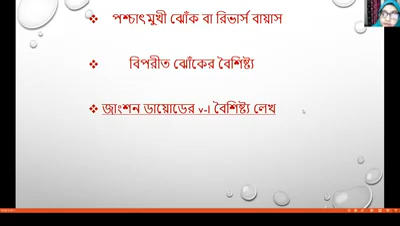 পশ্চাৎমুখী ঝোঁক বা রিভার্স বায়াস
বিপরীত ঝোঁকের বৈশিষ্ট্য
জাংশন ডায়োডের v-I বৈশিষ্ট্য লেখ